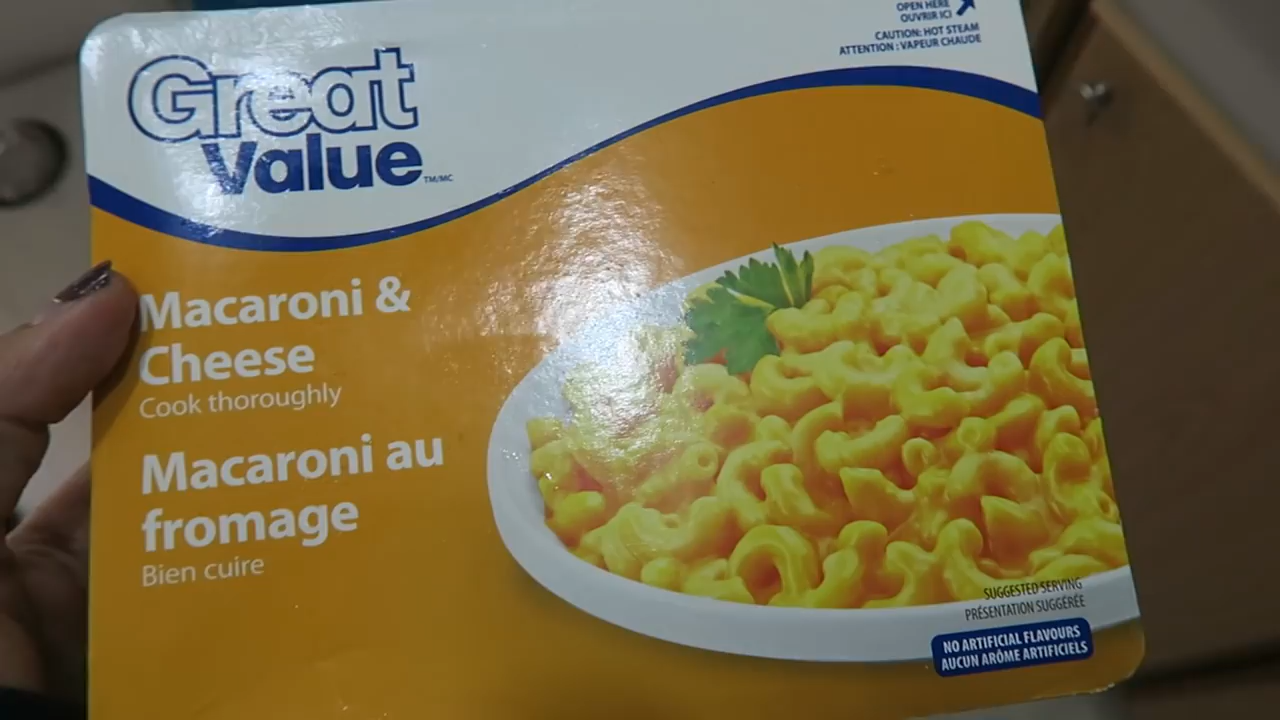 OPEN HERE
OUVRIR ICI
CAUTION: HOT STEAM
ATTENTION : VAPEUR CHAUDE
Great
Value
TM/MC
Macaroni &
Cheese
Cook thoroughly
Macaroni au
fromage
Bien cuire
SUGGESTED SERVING
PRÉSENTATION SUGGÉRÉE
NO ARTIFICIAL FLAVOURS
AUCUN ARÔME ARTIFICIELS